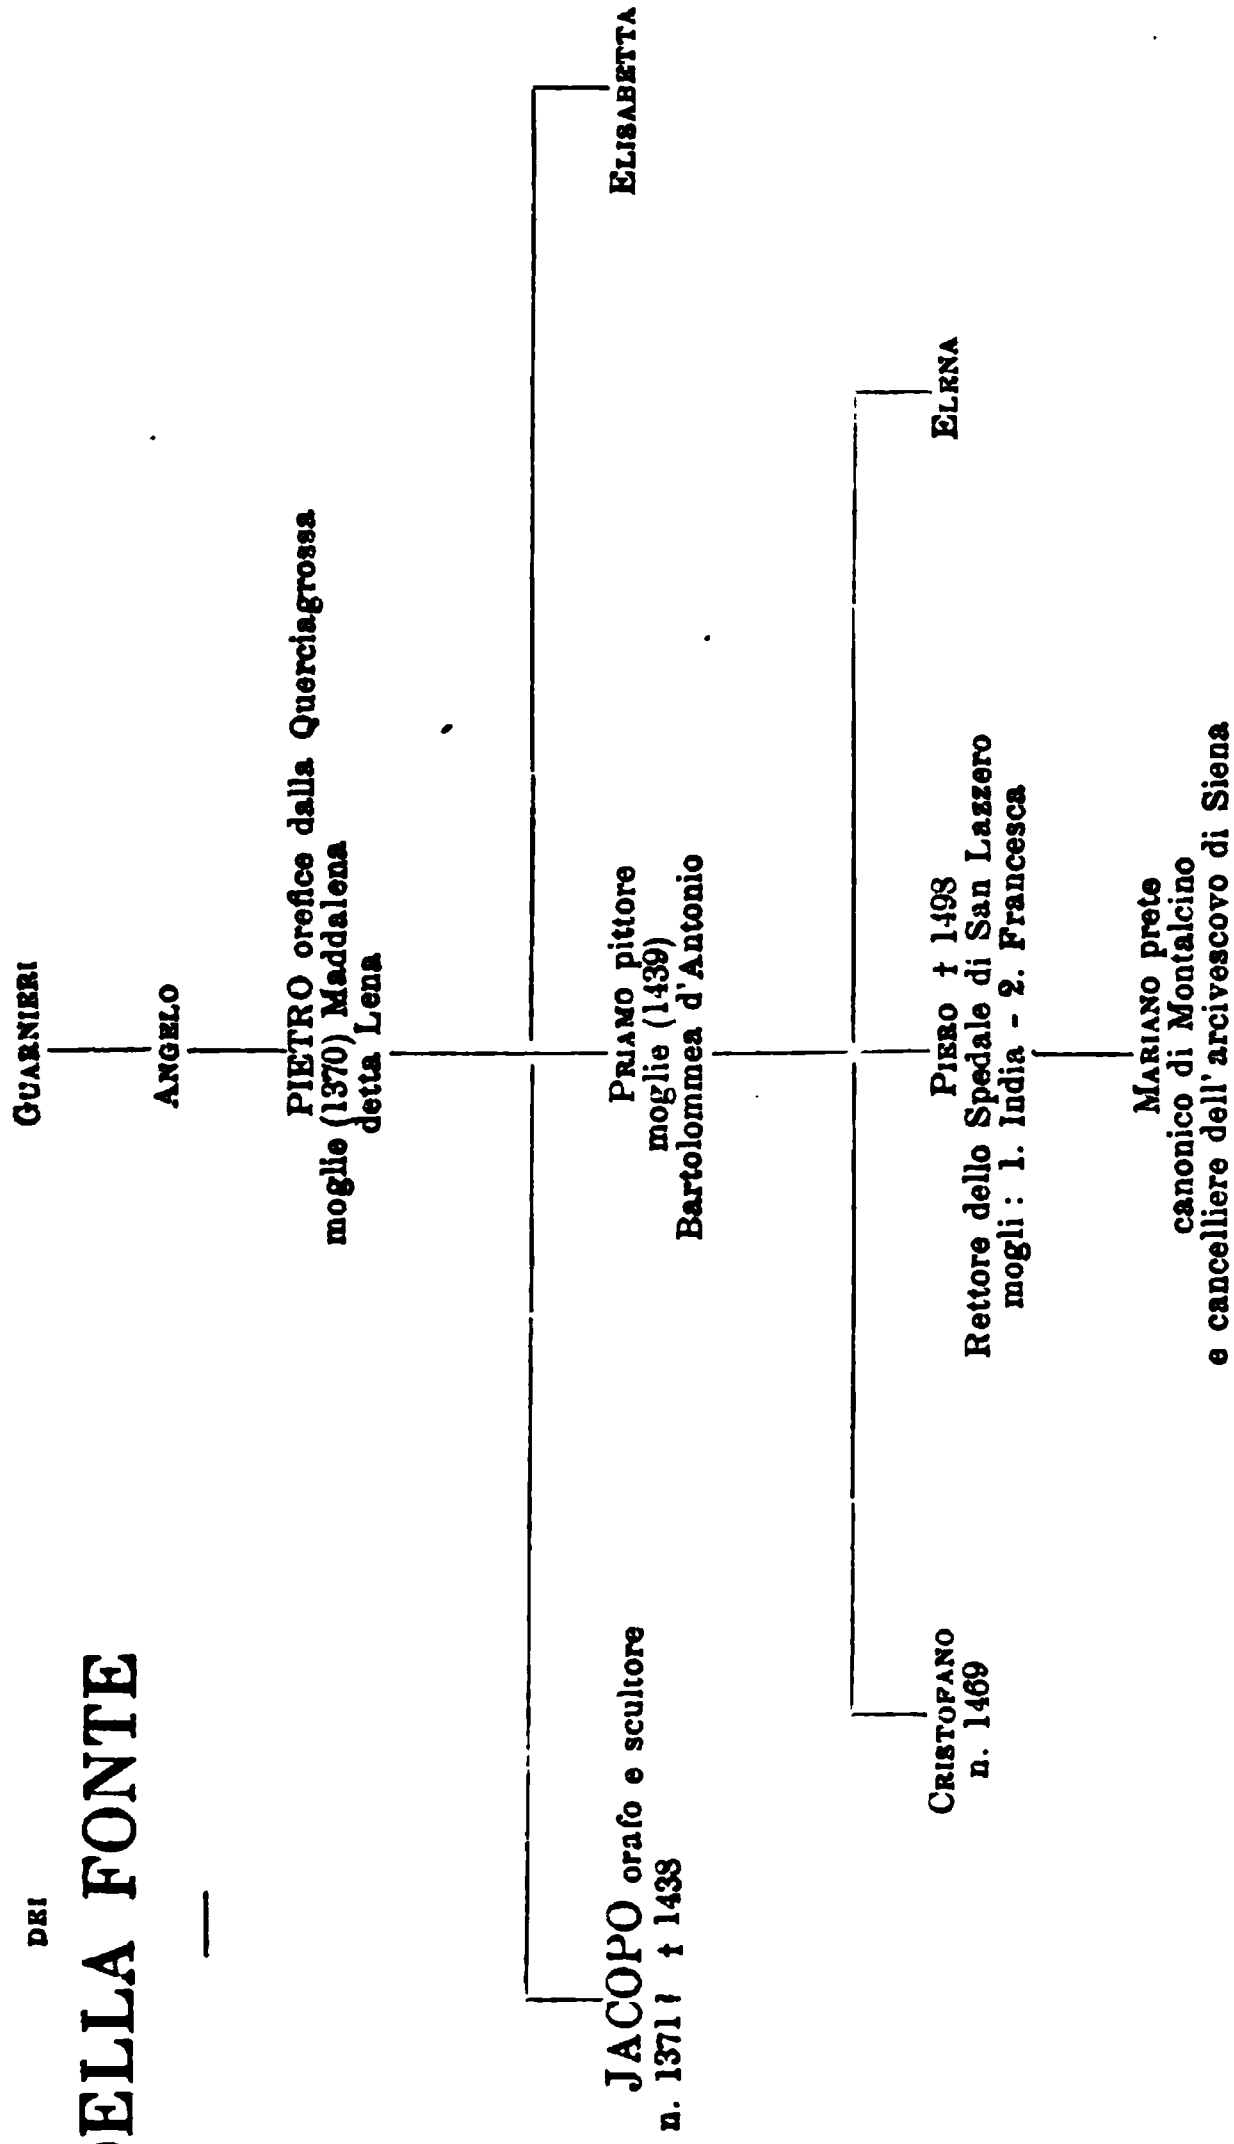 DEI
DELLA FONTE
GUARNIERI
ANGELO
PIETRO orefice dalla Querciagrossa
moglie (1370) Maddalena
detta Lena
JACOPO orafo e scultore
n. 1371? † 1438
PRIAMO pittore
moglie (1439)
Bartolommea d'Antonio
ELISABETTA
CRISTOFANO
n. 1469
PIERO † 1498
Rettore dello Spedale di San Lazzero
mogli : 1. India - 2. Francesca
ELENA
MARIANO prete
canonico di Montalcino
e cancelliere dell'arcivescovo di Siena